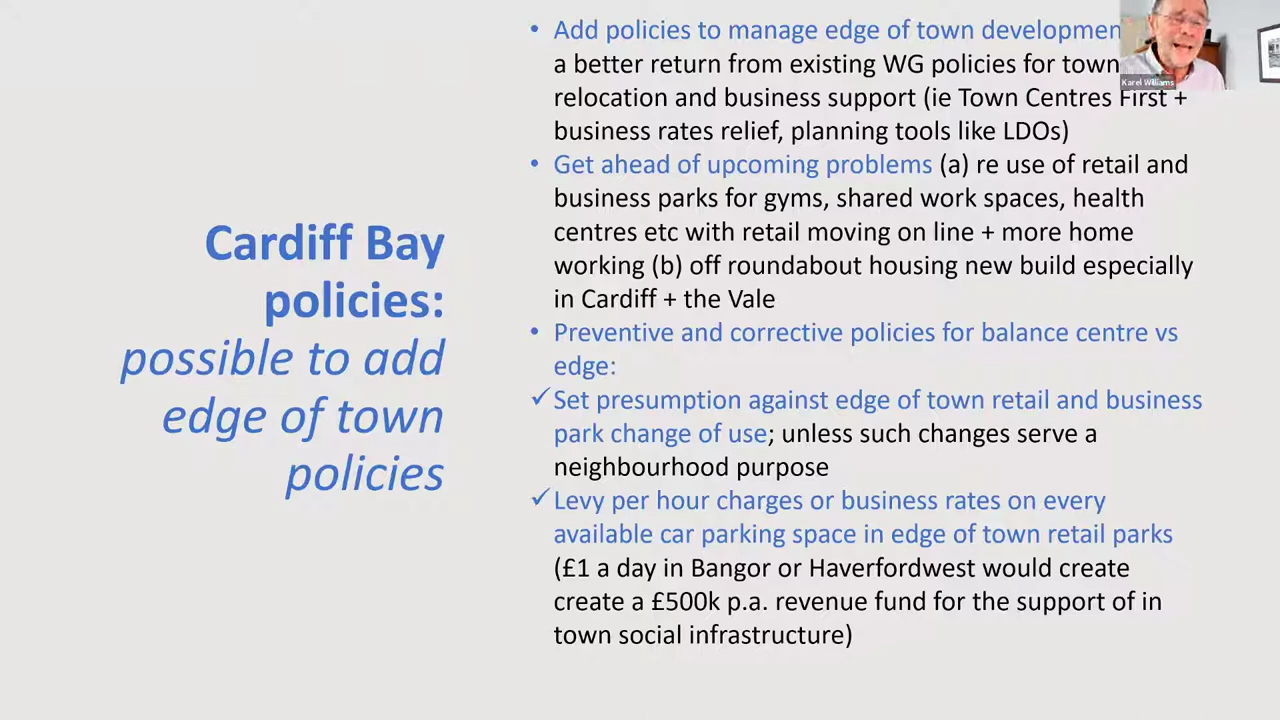 Cardiff Bay
policies:
possible to add
edge of town
policies
• Add policies to manage edge of town developmen
a better return from existing WG policies for town
relocation and business support (ie Town Centres First +
business rates relief, planning tools like LDOs)
• Get ahead of upcoming problems (a) re use of retail and
business parks for gyms, shared work spaces, health
centres etc with retail moving on line + more home
working (b) off roundabout housing new build especially
in Cardiff + the Vale
• Preventive and corrective policies for balance centre vs
edge:
✓ Set presumption against edge of town retail and business
park change of use; unless such changes serve a
neighbourhood purpose
✓ Levy per hour charges or business rates on every
available car parking space in edge of town retail parks
(£1 a day in Bangor or Haverfordwest would create
create a £500k p.a. revenue fund for the support of in
town social infrastructure)
Karel Williams